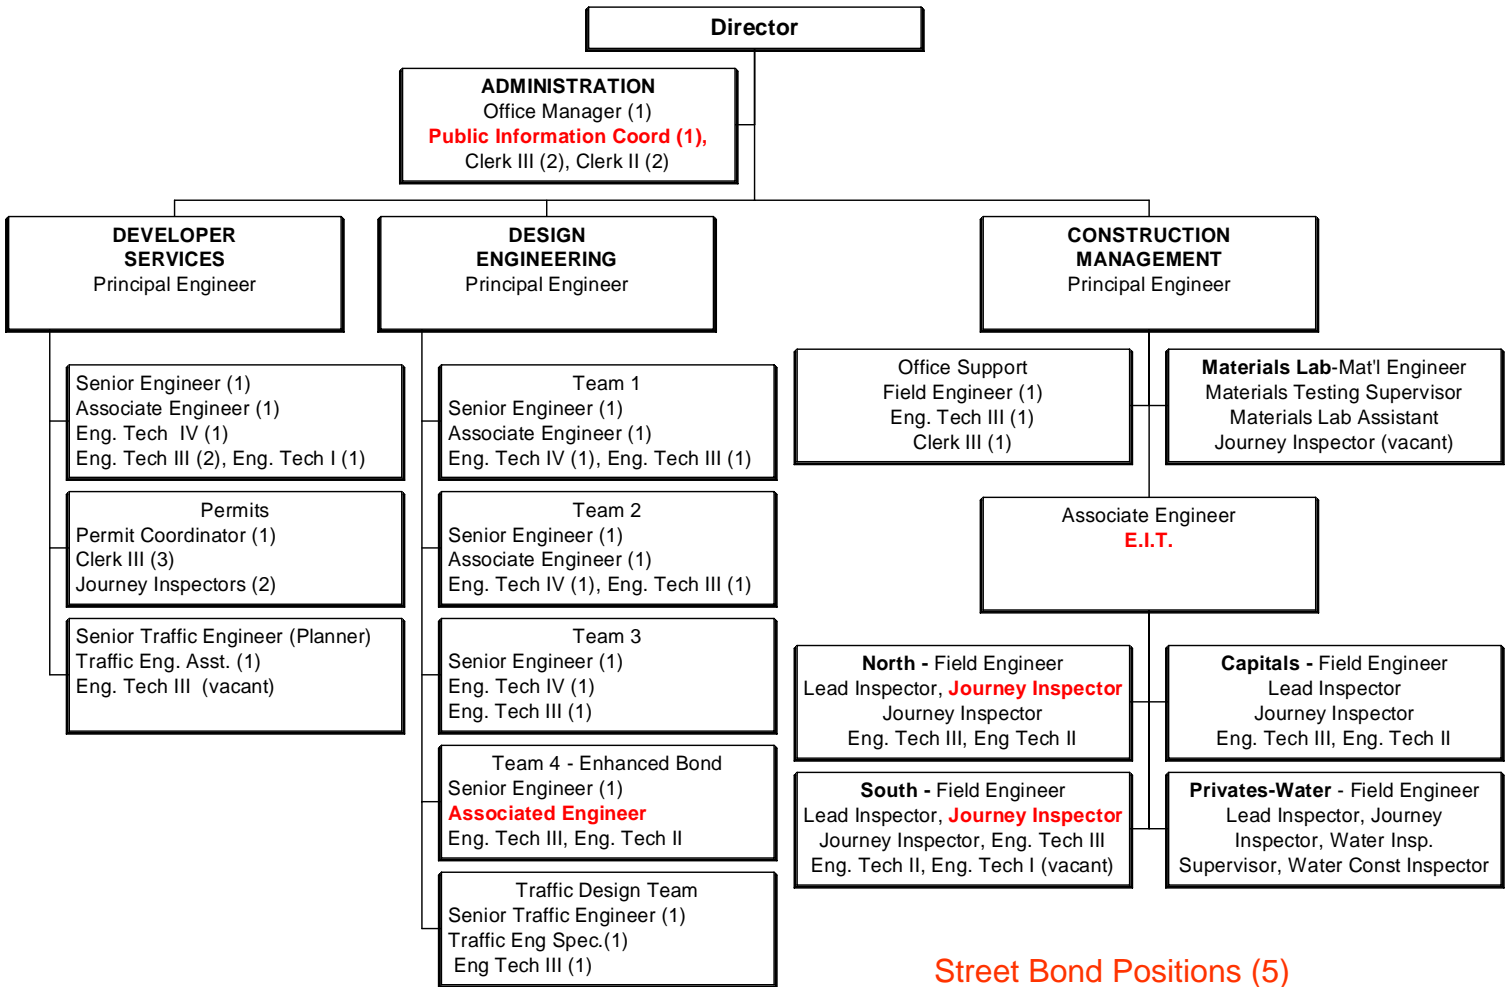 Director
ADMINISTRATION
Office Manager (1)
Public Information Coord (1),
Clerk III (2), Clerk II (2)
DEVELOPER
SERVICES
Principal Engineer
DESIGN
ENGINEERING
Principal Engineer
CONSTRUCTION
MANAGEMENT
Principal Engineer
Senior Engineer (1)
Associate Engineer (1)
Eng. Tech  IV (1)
Eng. Tech III (2), Eng. Tech I (1)
Permits
Permit Coordinator (1)
Clerk III (3)
Journey Inspectors (2)
Senior Traffic Engineer (Planner)
Traffic Eng. Asst. (1)
Eng. Tech III  (vacant)
Team 1
Senior Engineer (1)
Associate Engineer (1)
Eng. Tech IV (1), Eng. Tech III (1)
Team 2
Senior Engineer (1)
Associate Engineer (1)
Eng. Tech IV (1), Eng. Tech III (1)
Team 3
Senior Engineer (1)
Eng. Tech IV (1)
Eng. Tech III (1)
Team 4 - Enhanced Bond
Senior Engineer (1)
Associated Engineer
Eng. Tech III, Eng. Tech II
Traffic Design Team
Senior Traffic Engineer (1)
Traffic Eng Spec.(1)
Eng Tech III (1)
Office Support
Field Engineer (1)
Eng. Tech III (1)
Clerk III (1)
Materials Lab-Mat'l Engineer
Materials Testing Supervisor
Materials Lab Assistant
Journey Inspector (vacant)
Associate Engineer
E.I.T.
North - Field Engineer
Lead Inspector, Journey Inspector
Journey Inspector
Eng. Tech III, Eng Tech II
Capitals - Field Engineer
Lead Inspector
Journey Inspector
Eng. Tech III, Eng. Tech II
South - Field Engineer
Lead Inspector, Journey Inspector
Journey Inspector, Eng. Tech III
Eng. Tech II, Eng. Tech I (vacant)
Privates-Water - Field Engineer
Lead Inspector, Journey
Inspector, Water Insp.
Supervisor, Water Const Inspector
Street Bond Positions (5)